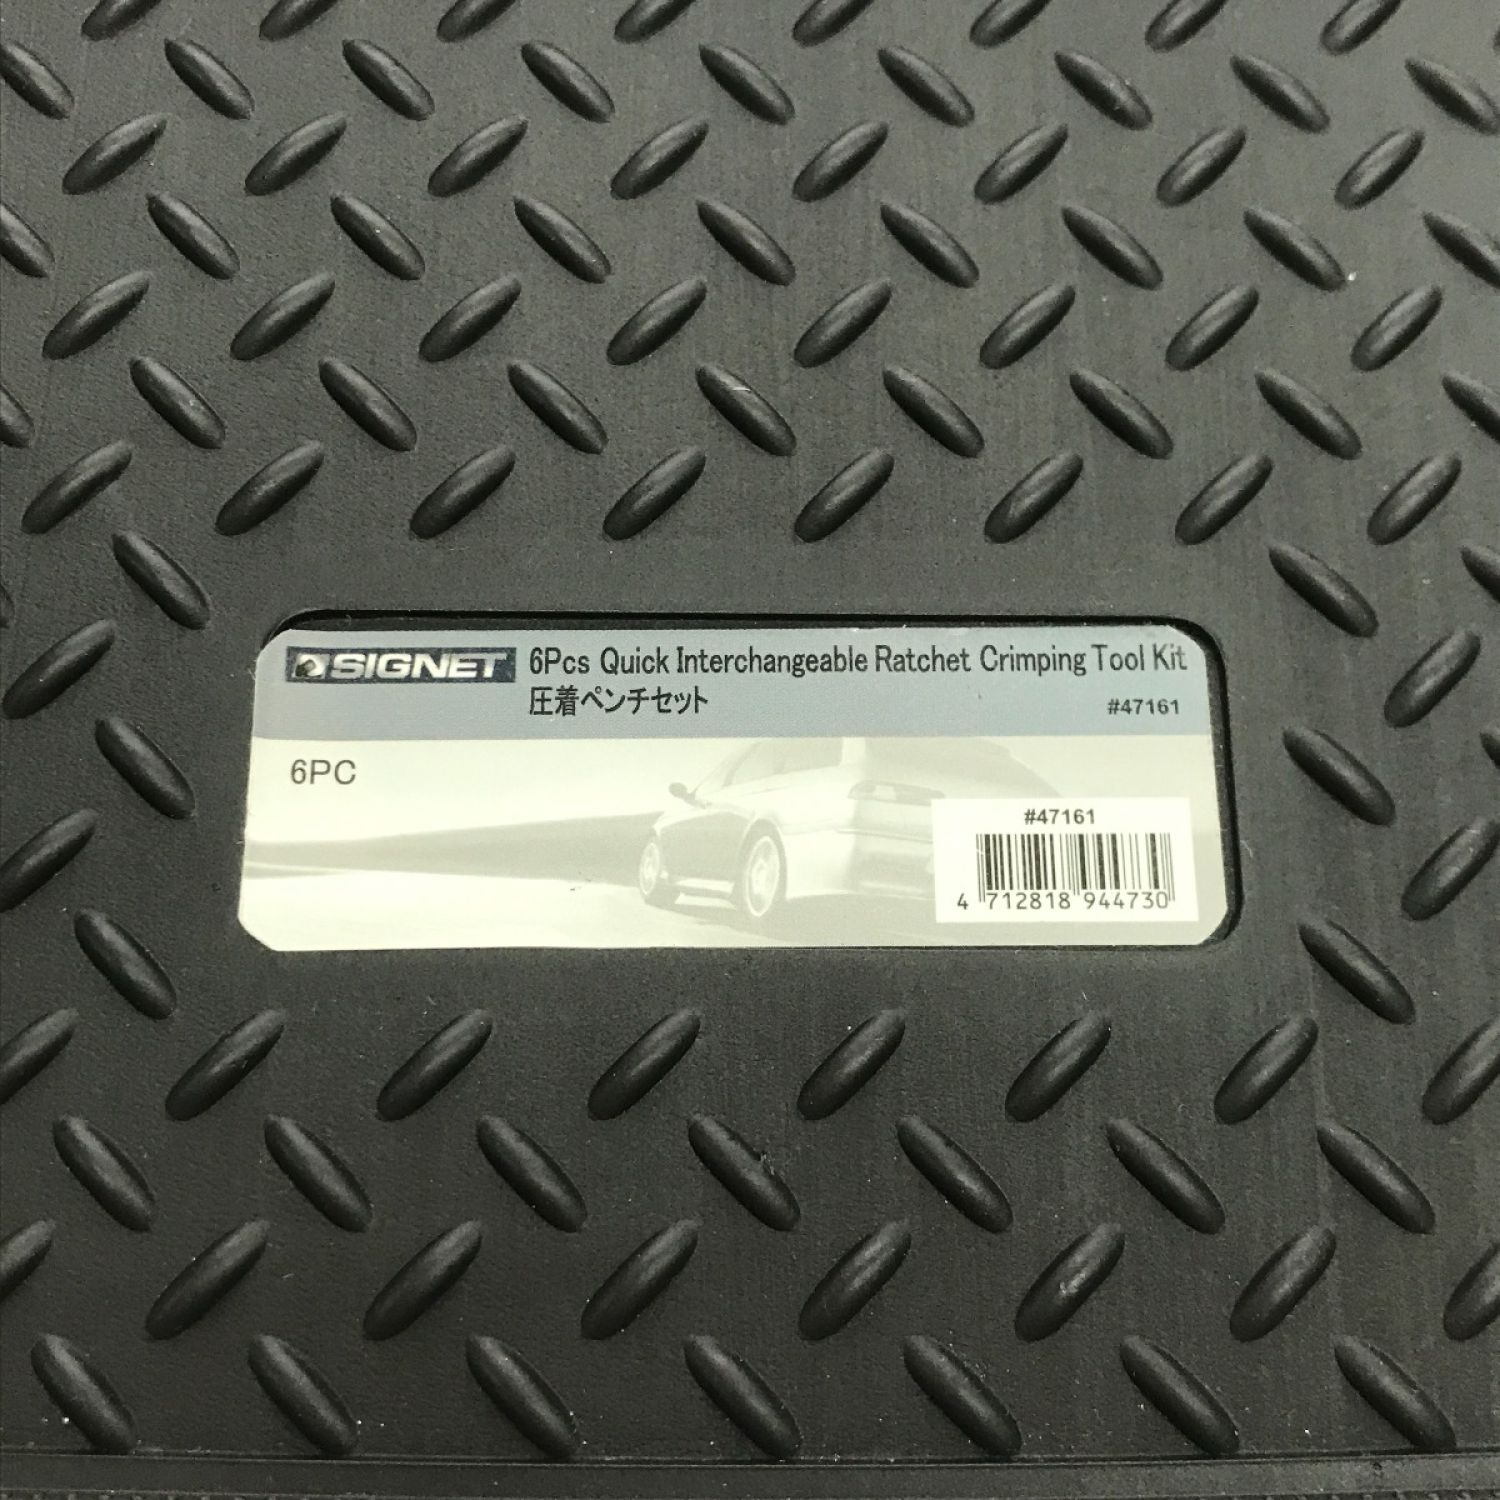 SIGNET 6Pcs Quick Interchangeable Ratchet Crimping Tool Kit
圧着ペンチセット
#47161
6PC
#47161
4 712818 944730